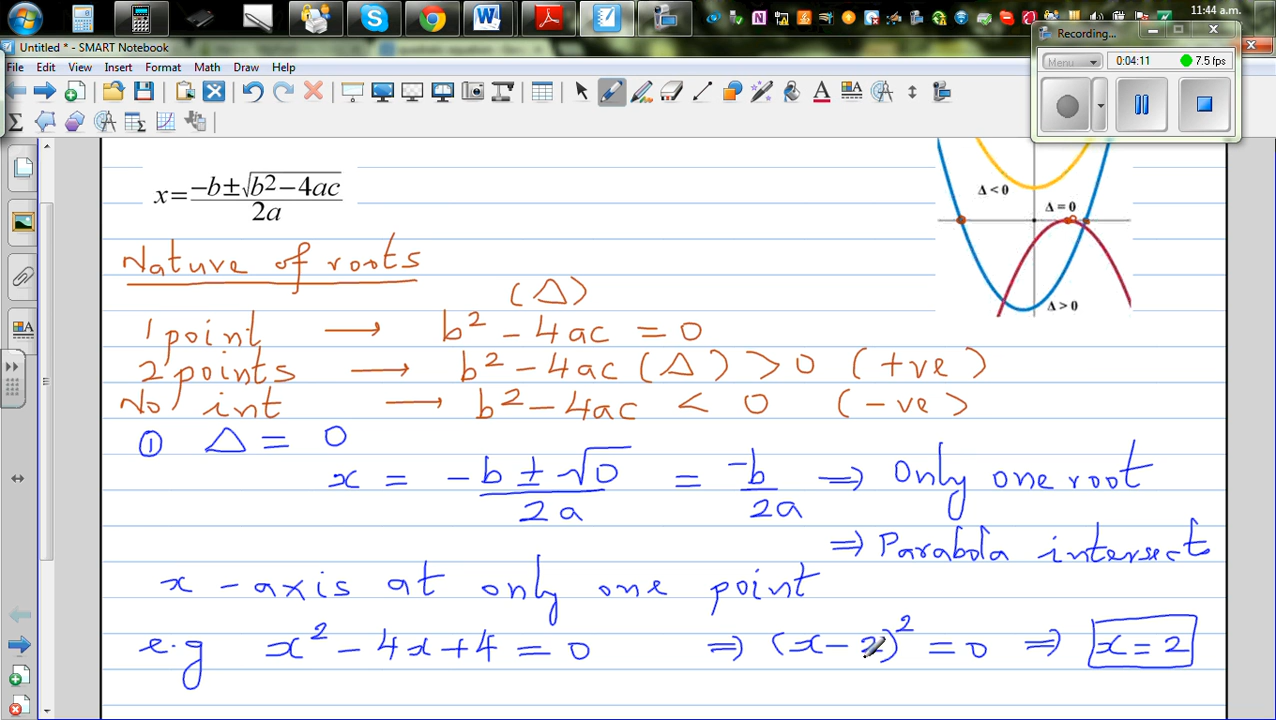 11:44 a.m.
Untitled * - SMART Notebook
Recording...
File Edit View Insert Format Math Draw Help
Menu 0:04:11 7.5 fps
x=−b±√b2−4ac
2a
Δ < 0
Δ = 0
Δ > 0
Nature of roots
(Δ)
1 point → b² − 4ac = 0
2 points → b² − 4ac (Δ) > 0 (+ve)
No int → b² − 4ac < 0 (−ve)
① Δ = 0
x = −b ± √0 / 2a = −b / 2a ⇒ Only one root
⇒ Parabola intersects
x - axis at only one point
e.g x² − 4x + 4 = 0 ⇒ (x − 2)² = 0 ⇒ x = 2